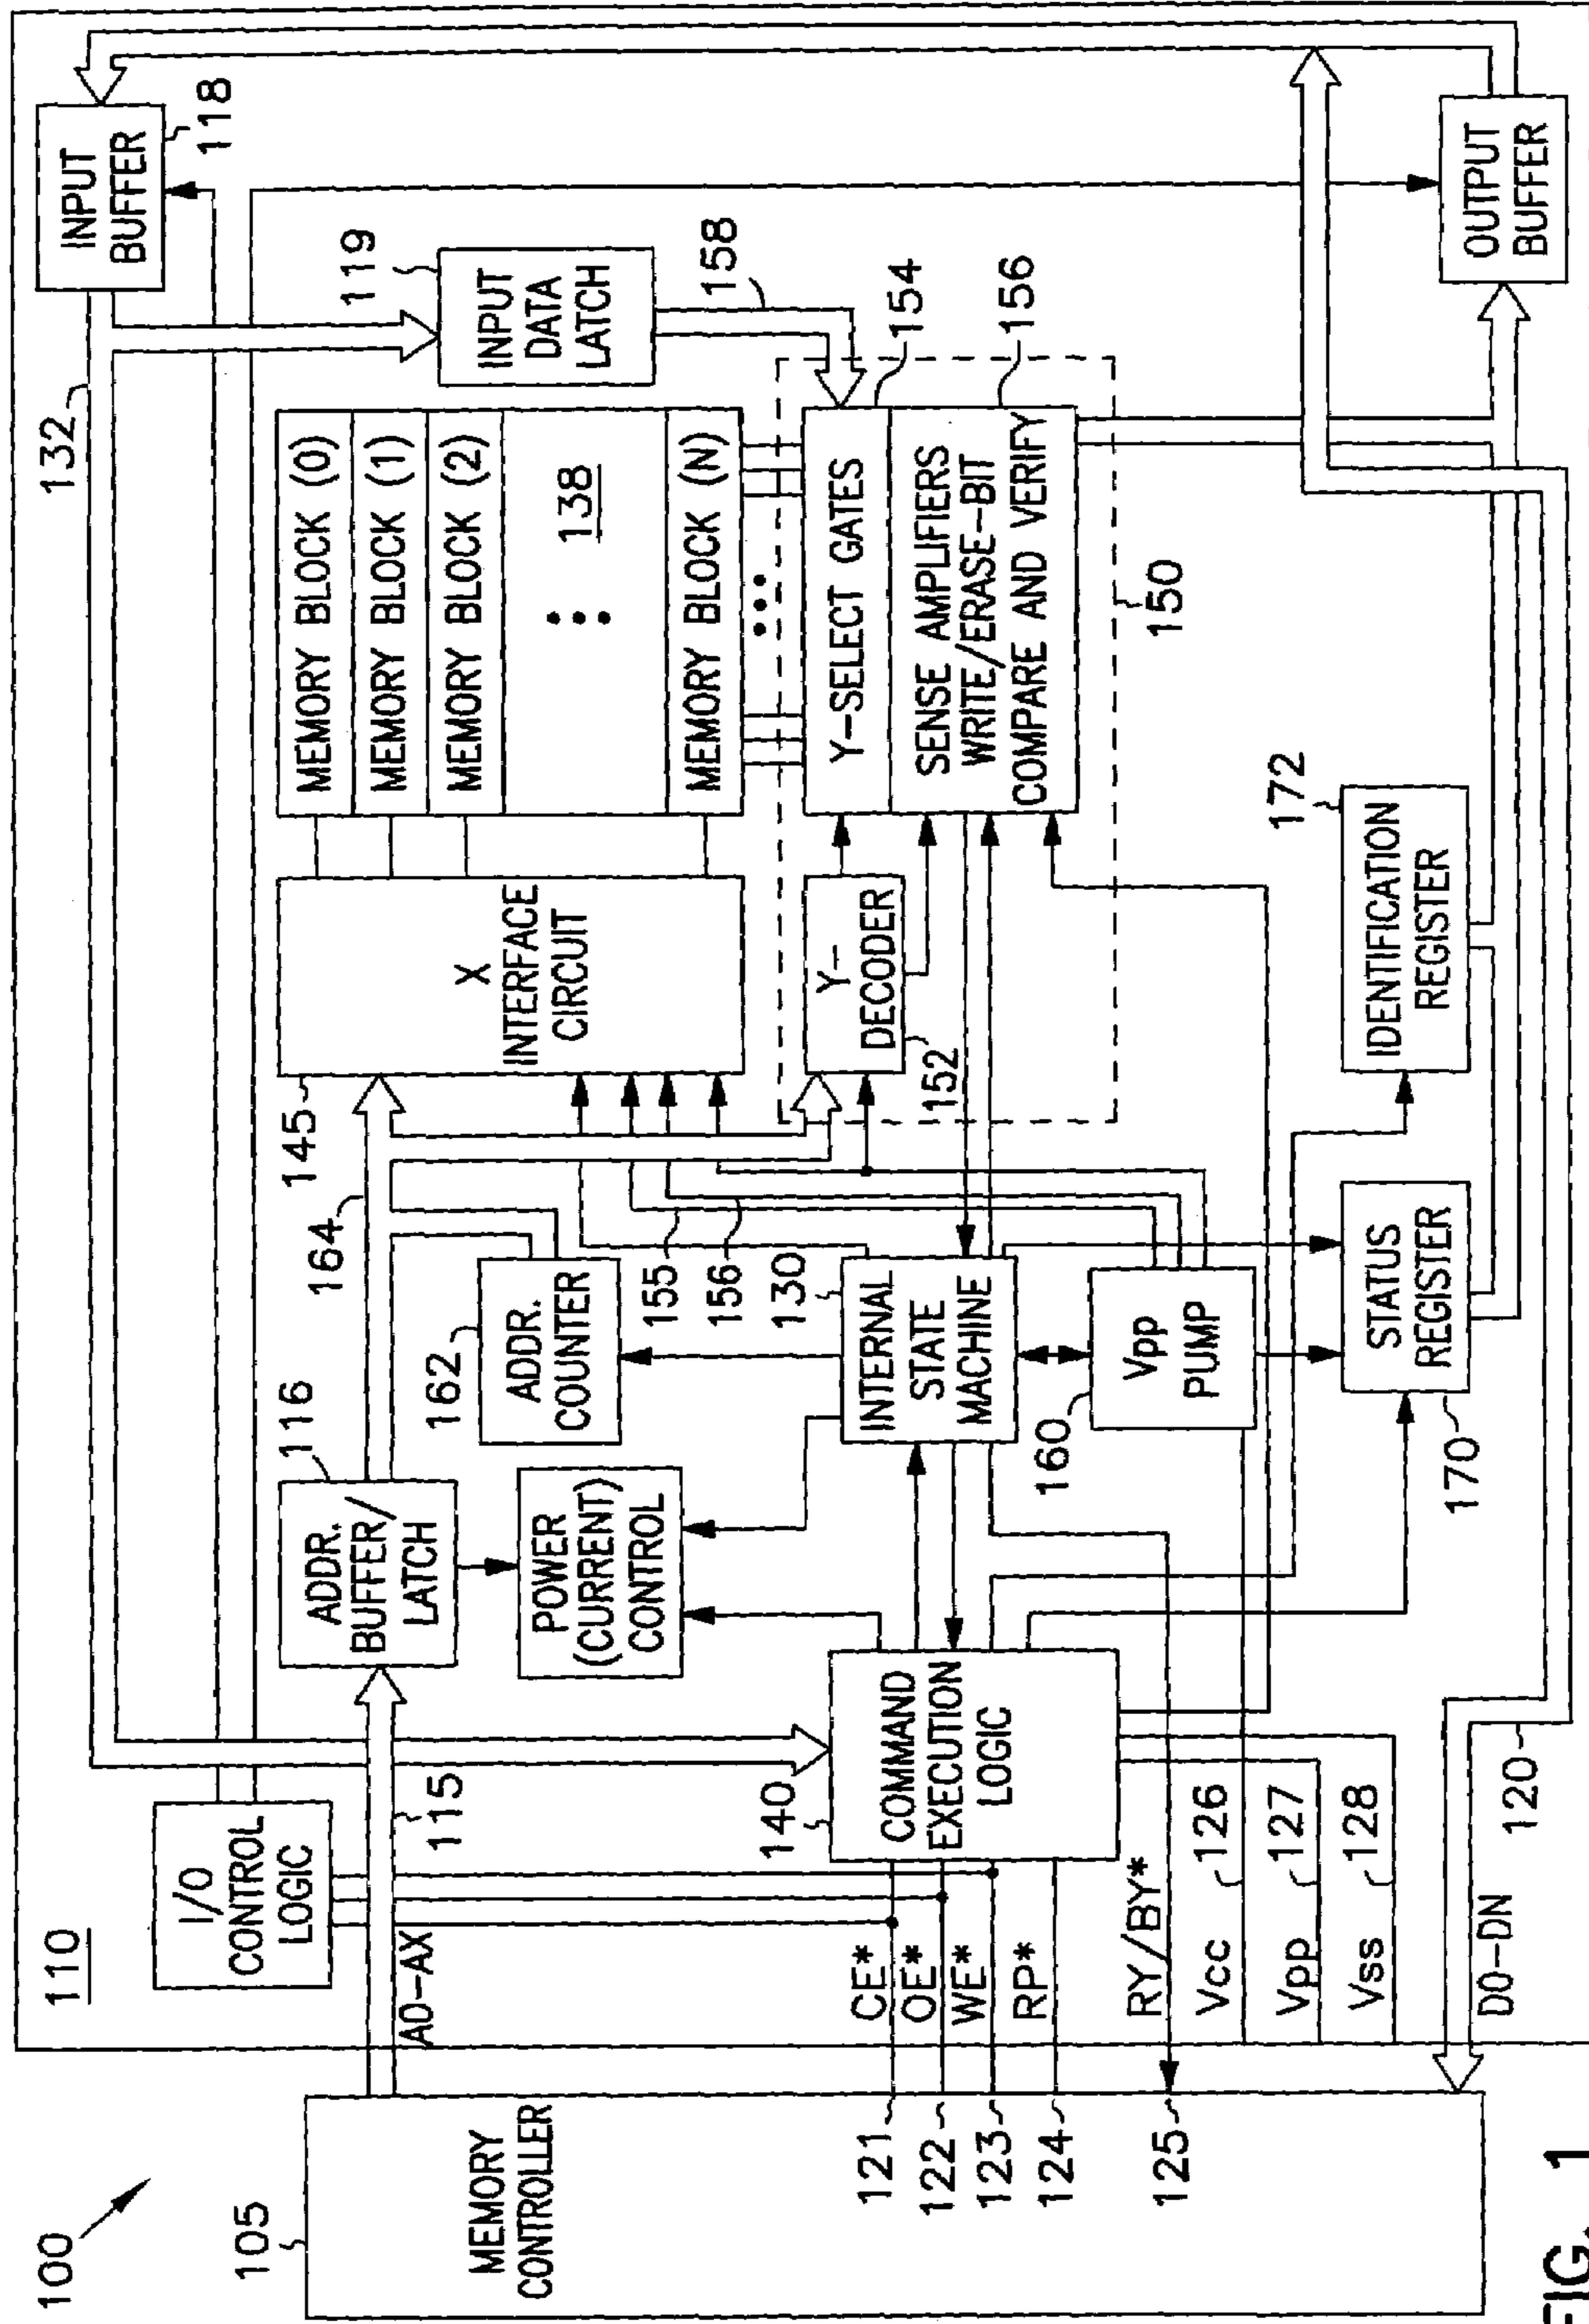 100
110
105
MEMORY
CONTROLLER
I/O
CONTROL
LOGIC
132
INPUT
BUFFER
118
A0-AX
115
ADDR.
BUFFER/
LATCH
116
164
145
X
INTERFACE
CIRCUIT
MEMORY BLOCK (0)
MEMORY BLOCK (1)
MEMORY BLOCK (2)
138
MEMORY BLOCK (N)
119
INPUT
DATA
LATCH
158
POWER
(CURRENT)
CONTROL
162
ADDR.
COUNTER
155
156
130
INTERNAL
STATE
MACHINE
Y-
DECODER
152
Y-SELECT GATES
154
SENSE AMPLIFIERS
WRITE/ERASE-BIT
COMPARE AND VERIFY
156
150
140
COMMAND
EXECUTION
LOGIC
CE*
OE*
WE*
RP*
RY/BY*
121
122
123
124
125
Vcc
126
Vpp
127
Vss
128
160
Vpp
PUMP
170
STATUS
REGISTER
172
IDENTIFICATION
REGISTER
OUTPUT
BUFFER
D0-DN
120
FIG. 1